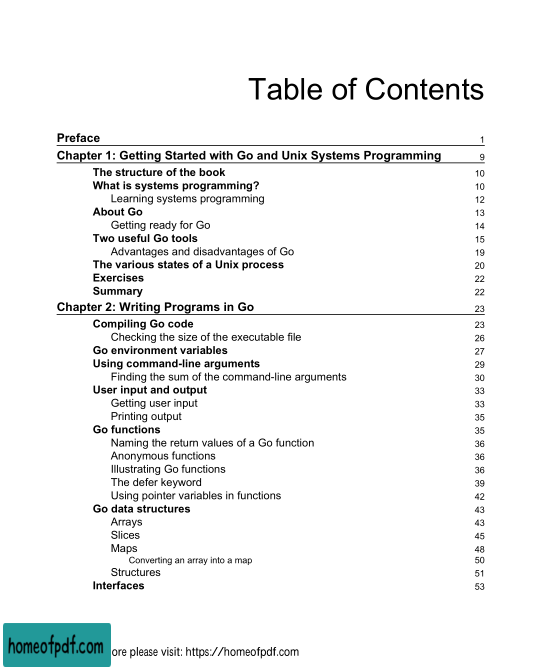 Table of Contents
Preface 1
Chapter 1: Getting Started with Go and Unix Systems Programming 9
The structure of the book 10
What is systems programming? 10
Learning systems programming 12
About Go 13
Getting ready for Go 14
Two useful Go tools 15
Advantages and disadvantages of Go 19
The various states of a Unix process 20
Exercises 22
Summary 22
Chapter 2: Writing Programs in Go 23
Compiling Go code 23
Checking the size of the executable file 26
Go environment variables 27
Using command-line arguments 29
Finding the sum of the command-line arguments 30
User input and output 33
Getting user input 33
Printing output 35
Go functions 35
Naming the return values of a Go function 36
Anonymous functions 36
Illustrating Go functions 36
The defer keyword 39
Using pointer variables in functions 42
Go data structures 43
Arrays 43
Slices 45
Maps 48
Converting an array into a map 50
Structures 51
Interfaces 53
homeofpdf.com ore please visit: https://homeofpdf.com